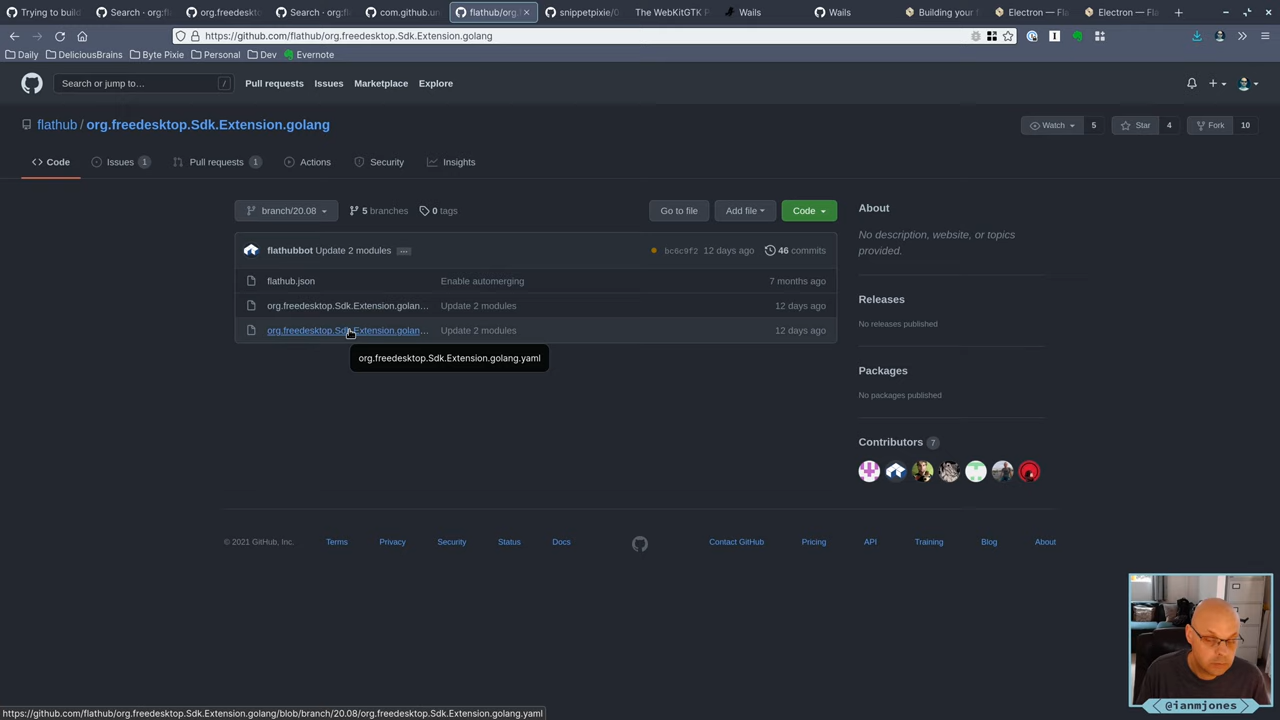 Trying to build
Search · org:f
org.freedeskto
Search · org:fl
com.github.un
flathub/org.
snippetpixie/0
The WebKitGTK P
Wails
Wails
Building your
Electron — Fla
Electron — Fla
https://github.com/flathub/org.freedesktop.Sdk.Extension.golang
Daily
DeliciousBrains
Byte Pixie
Personal
Dev
Evernote
Search or jump to…
/
Pull requests
Issues
Marketplace
Explore
flathub / org.freedesktop.Sdk.Extension.golang
Watch
5
Star
4
Fork
10
Code
Issues 1
Pull requests 1
Actions
Security
Insights
branch/20.08
5 branches
0 tags
Go to file
Add file
Code
flathubbot Update 2 modules
bc6c9f2 12 days ago
46 commits
flathub.json
Enable automerging
7 months ago
org.freedesktop.Sdk.Extension.golan…
Update 2 modules
12 days ago
org.freedesktop.Sdk.Extension.golan…
Update 2 modules
12 days ago
org.freedesktop.Sdk.Extension.golang.yaml
About
No description, website, or topics
provided.
Releases
No releases published
Packages
No packages published
Contributors 7
© 2021 GitHub, Inc.
Terms
Privacy
Security
Status
Docs
Contact GitHub
Pricing
API
Training
Blog
About
@ianmjones
https://github.com/flathub/org.freedesktop.Sdk.Extension.golang/blob/branch/20.08/org.freedesktop.Sdk.Extension.golang.yaml